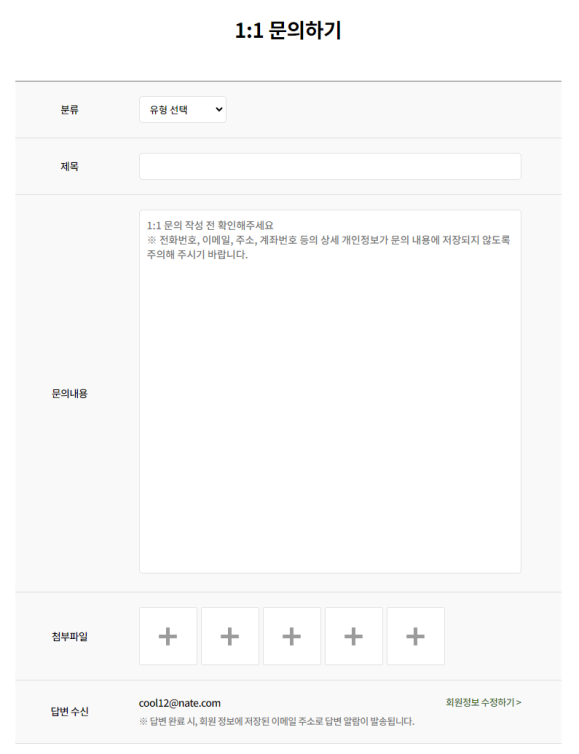 1:1 문의하기
분류
유형 선택
제목
1:1 문의 작성 전 확인해주세요
※ 전화번호, 이메일, 주소, 계좌번호 등의 상세 개인정보가 문의 내용에 저장되지 않도록
주의해 주시기 바랍니다.
문의내용
첨부파일
답변 수신
cool12@nate.com
회원정보 수정하기 >
※ 답변 완료 시, 회원 정보에 저장된 이메일 주소로 답변 알람이 발송됩니다.